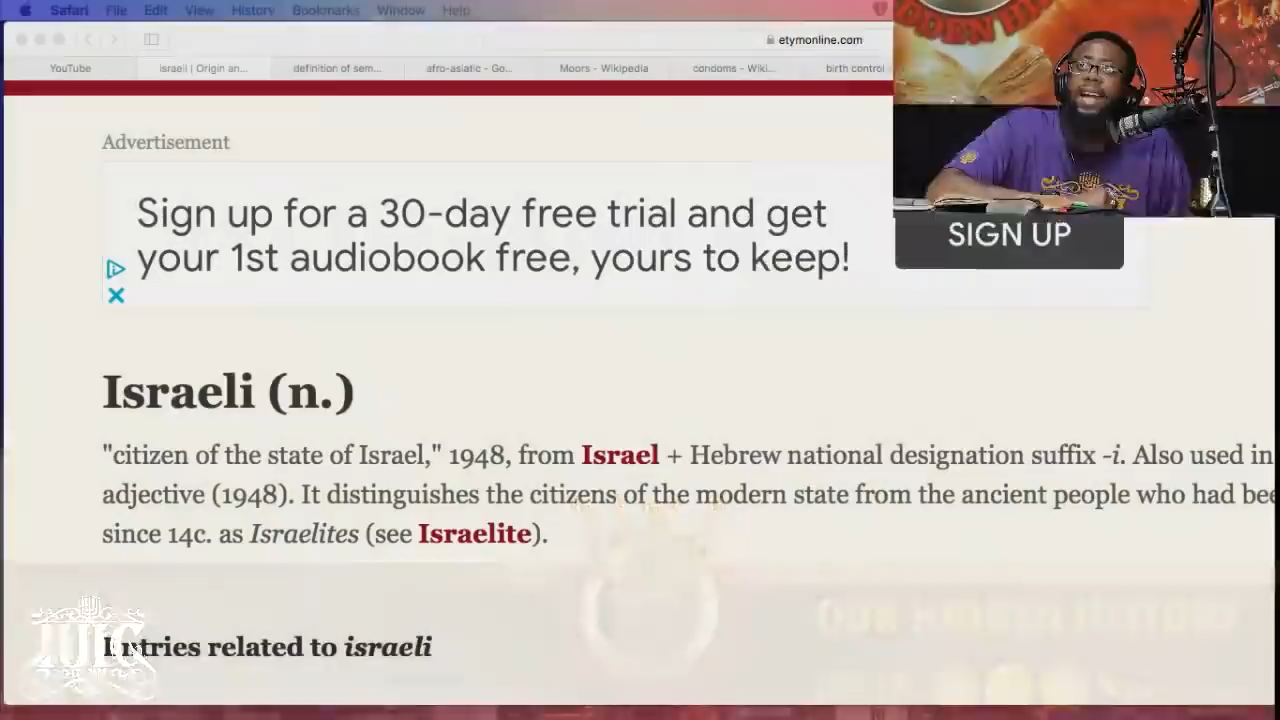 Safari File Edit View History Bookmarks Window Help
etymonline.com
YouTube Israeli | Origin an... definition of sem... afro-asiatic - Go... Moors - Wikipedia condoms - Wiki... birth control
Advertisement
Sign up for a 30-day free trial and get
your 1st audiobook free, yours to keep!
SIGN UP
Israeli (n.)
"citizen of the state of Israel," 1948, from Israel + Hebrew national designation suffix -i. Also used in
adjective (1948). It distinguishes the citizens of the modern state from the ancient people who had bee
since 14c. as Israelites (see Israelite).
IUIC
Entries related to israeli